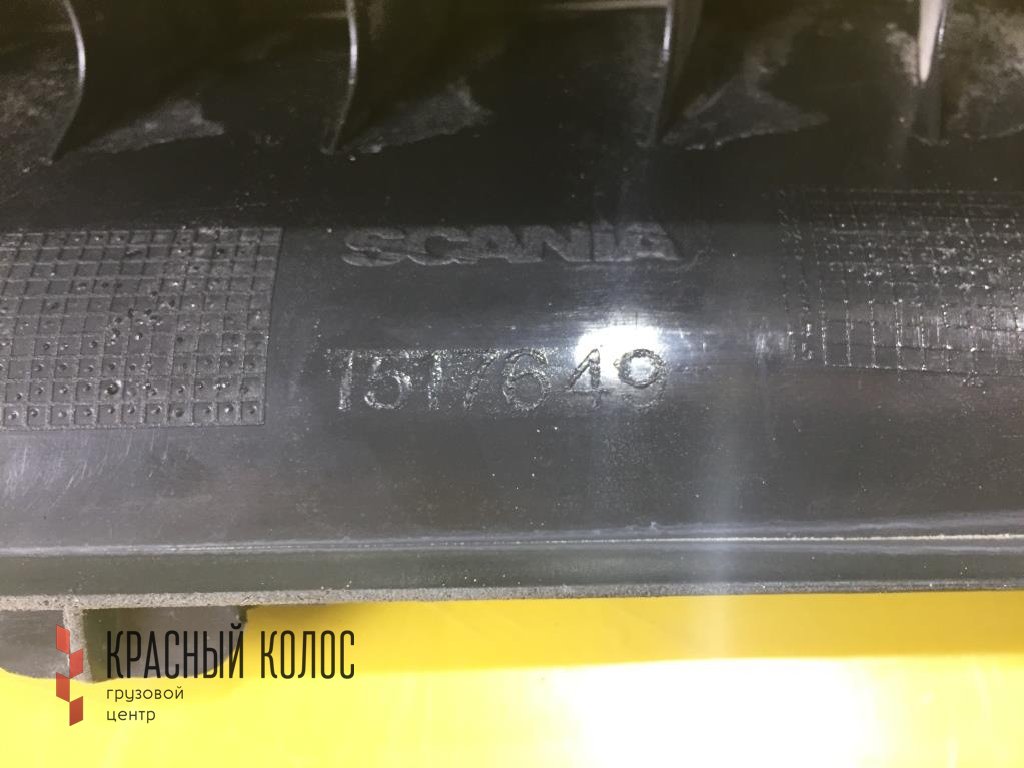 SCANIA
1517649
КРАСНЫЙ КОЛОС
грузовой
центр